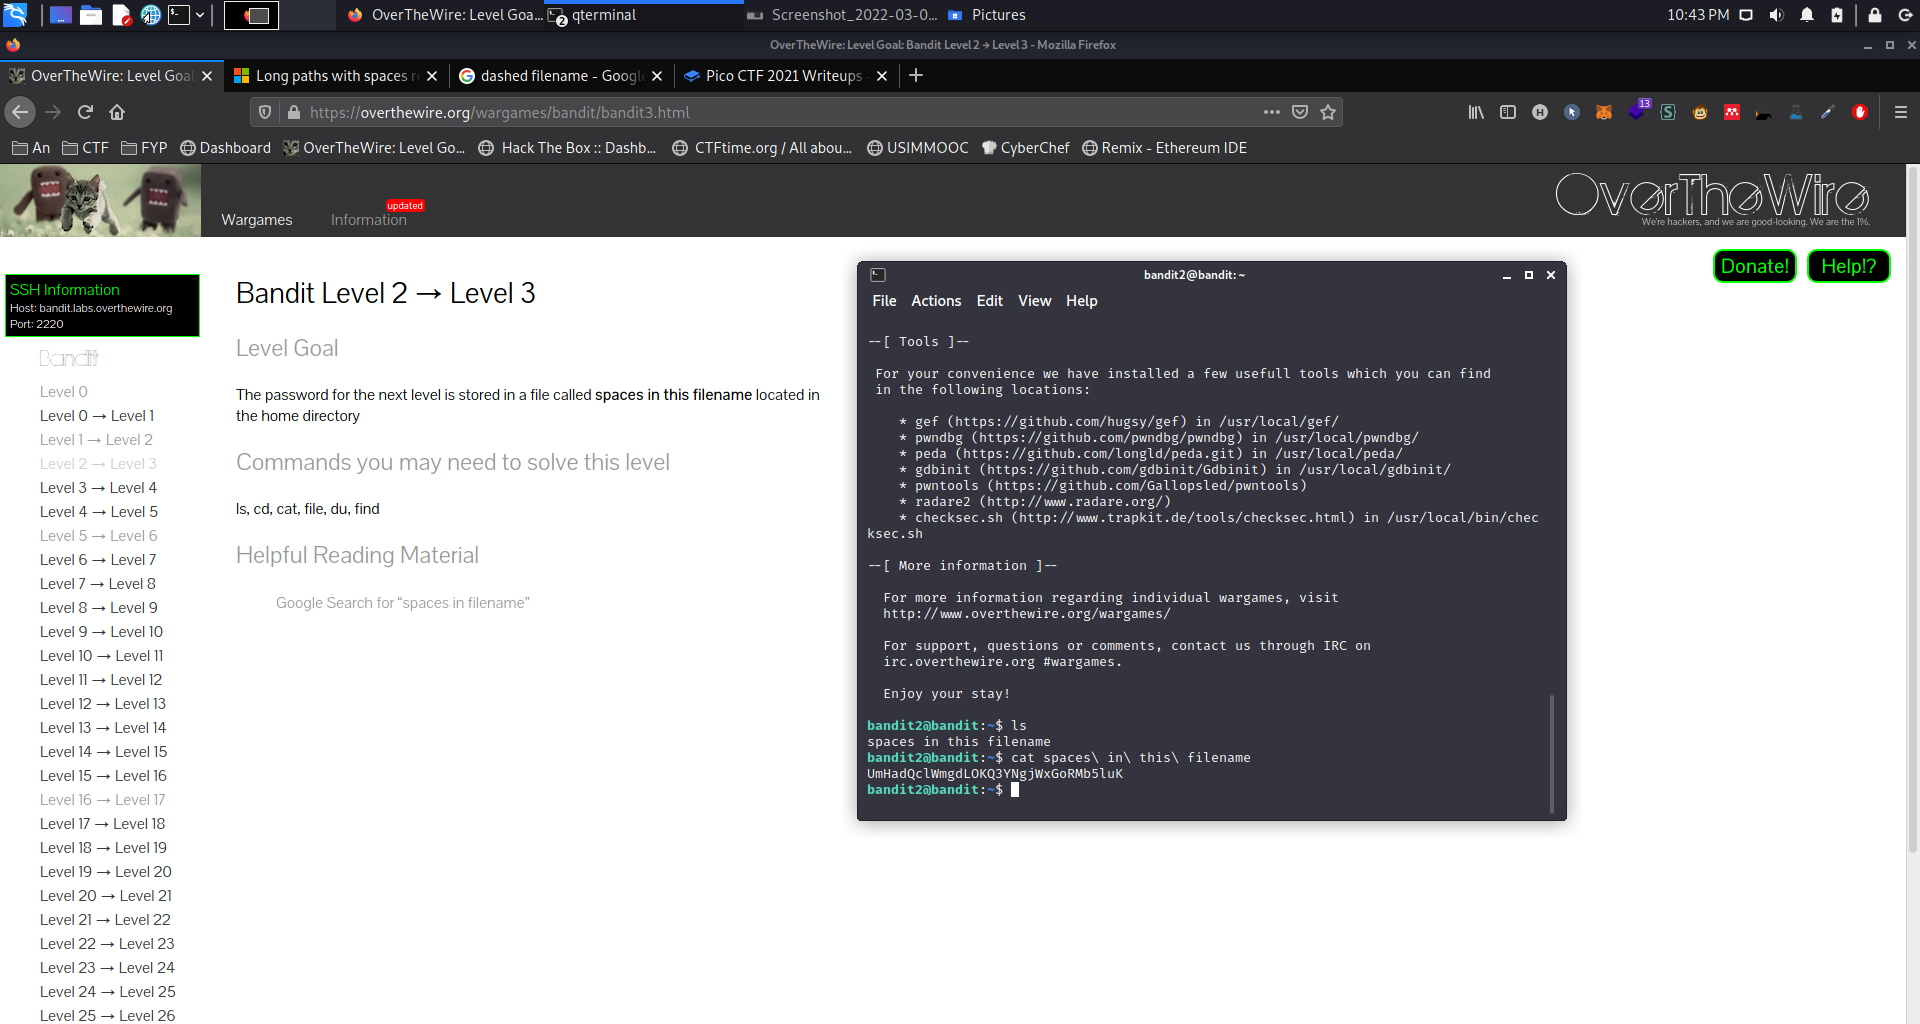 OverTheWire: Level Goa...
2
qterminal
Screenshot_2022-03-0...
Pictures
10:43 PM
OverTheWire: Level Goal: Bandit Level 2 → Level 3 - Mozilla Firefox
OverTheWire: Level Goal
Long paths with spaces r
dashed filename - Google
Pico CTF 2021 Writeups
https://overthewire.org/wargames/bandit/bandit3.html
13
An
CTF
FYP
Dashboard
OverTheWire: Level Go...
Hack The Box :: Dashb...
CTFtime.org / All abou...
USIMMOOC
CyberChef
Remix - Ethereum IDE
Wargames
Information
updated
OverTheWire
We're hackers, and we are good-looking. We are the 1%.
Donate!
Help!?
SSH Information
Host: bandit.labs.overthewire.org
Port: 2220
Bandit
Level 0
Level 0 → Level 1
Level 1 → Level 2
Level 2 → Level 3
Level 3 → Level 4
Level 4 → Level 5
Level 5 → Level 6
Level 6 → Level 7
Level 7 → Level 8
Level 8 → Level 9
Level 9 → Level 10
Level 10 → Level 11
Level 11 → Level 12
Level 12 → Level 13
Level 13 → Level 14
Level 14 → Level 15
Level 15 → Level 16
Level 16 → Level 17
Level 17 → Level 18
Level 18 → Level 19
Level 19 → Level 20
Level 20 → Level 21
Level 21 → Level 22
Level 22 → Level 23
Level 23 → Level 24
Level 24 → Level 25
Level 25 → Level 26
Bandit Level 2 → Level 3
Level Goal
The password for the next level is stored in a file called spaces in this filename located in
the home directory
Commands you may need to solve this level
ls, cd, cat, file, du, find
Helpful Reading Material
Google Search for “spaces in filename”
bandit2@bandit: ~
File Actions Edit View Help
--[ Tools ]--
For your convenience we have installed a few usefull tools which you can find
in the following locations:
* gef (https://github.com/hugsy/gef) in /usr/local/gef/
* pwndbg (https://github.com/pwndbg/pwndbg) in /usr/local/pwndbg/
* peda (https://github.com/longld/peda.git) in /usr/local/peda/
* gdbinit (https://github.com/gdbinit/Gdbinit) in /usr/local/gdbinit/
* pwntools (https://github.com/Gallopsled/pwntools)
* radare2 (http://www.radare.org/)
* checksec.sh (http://www.trapkit.de/tools/checksec.html) in /usr/local/bin/chec
ksec.sh
--[ More information ]--
For more information regarding individual wargames, visit
http://www.overthewire.org/wargames/
For support, questions or comments, contact us through IRC on
irc.overthewire.org #wargames.
Enjoy your stay!
bandit2@bandit:~$ ls
spaces in this filename
bandit2@bandit:~$ cat spaces\ in\ this\ filename
UmHadQclWmgdLOKQ3YNgjWxGoRMb5luK
bandit2@bandit:~$